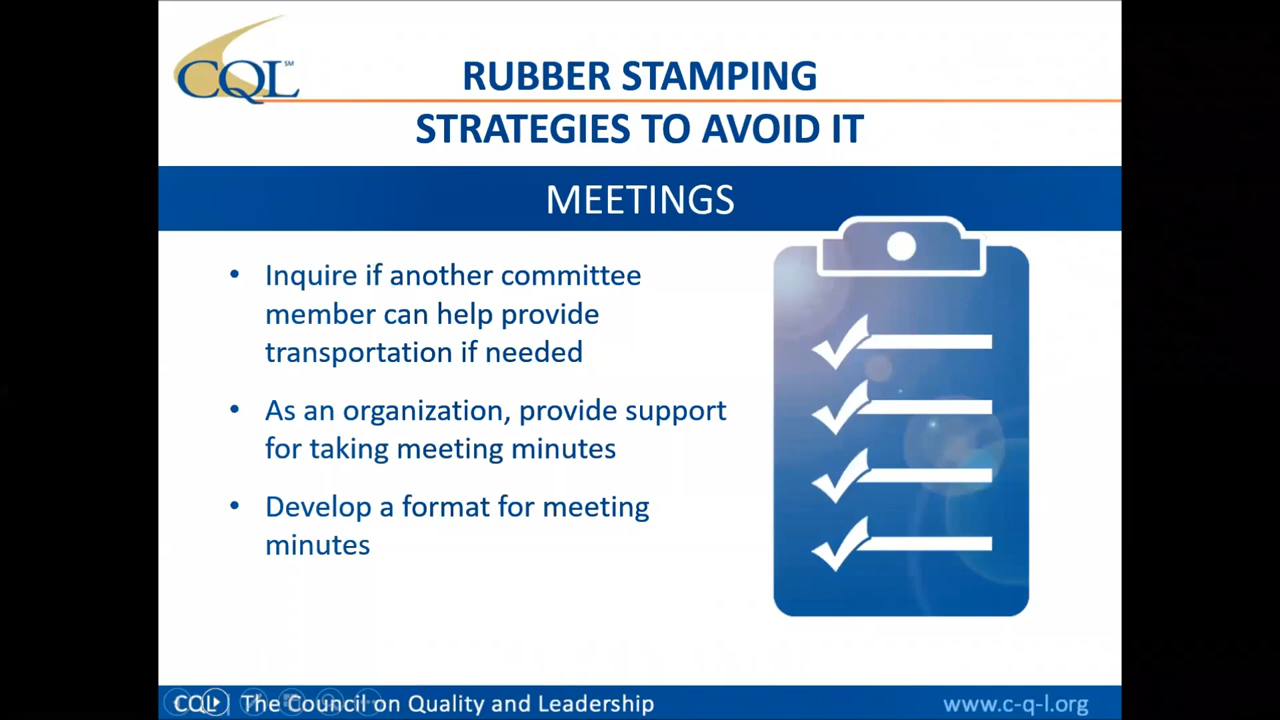 CQL SM
RUBBER STAMPING
STRATEGIES TO AVOID IT
MEETINGS
• Inquire if another committee
member can help provide
transportation if needed
• As an organization, provide support
for taking meeting minutes
• Develop a format for meeting
minutes
CQL | The Council on Quality and Leadership
www.c-q-l.org